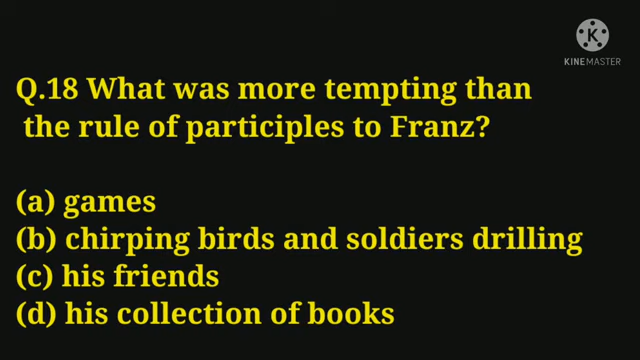 K
KINEMASTER
Q.18 What was more tempting than
the rule of participles to Franz?
(a) games
(b) chirping birds and soldiers drilling
(c) his friends
(d) his collection of books